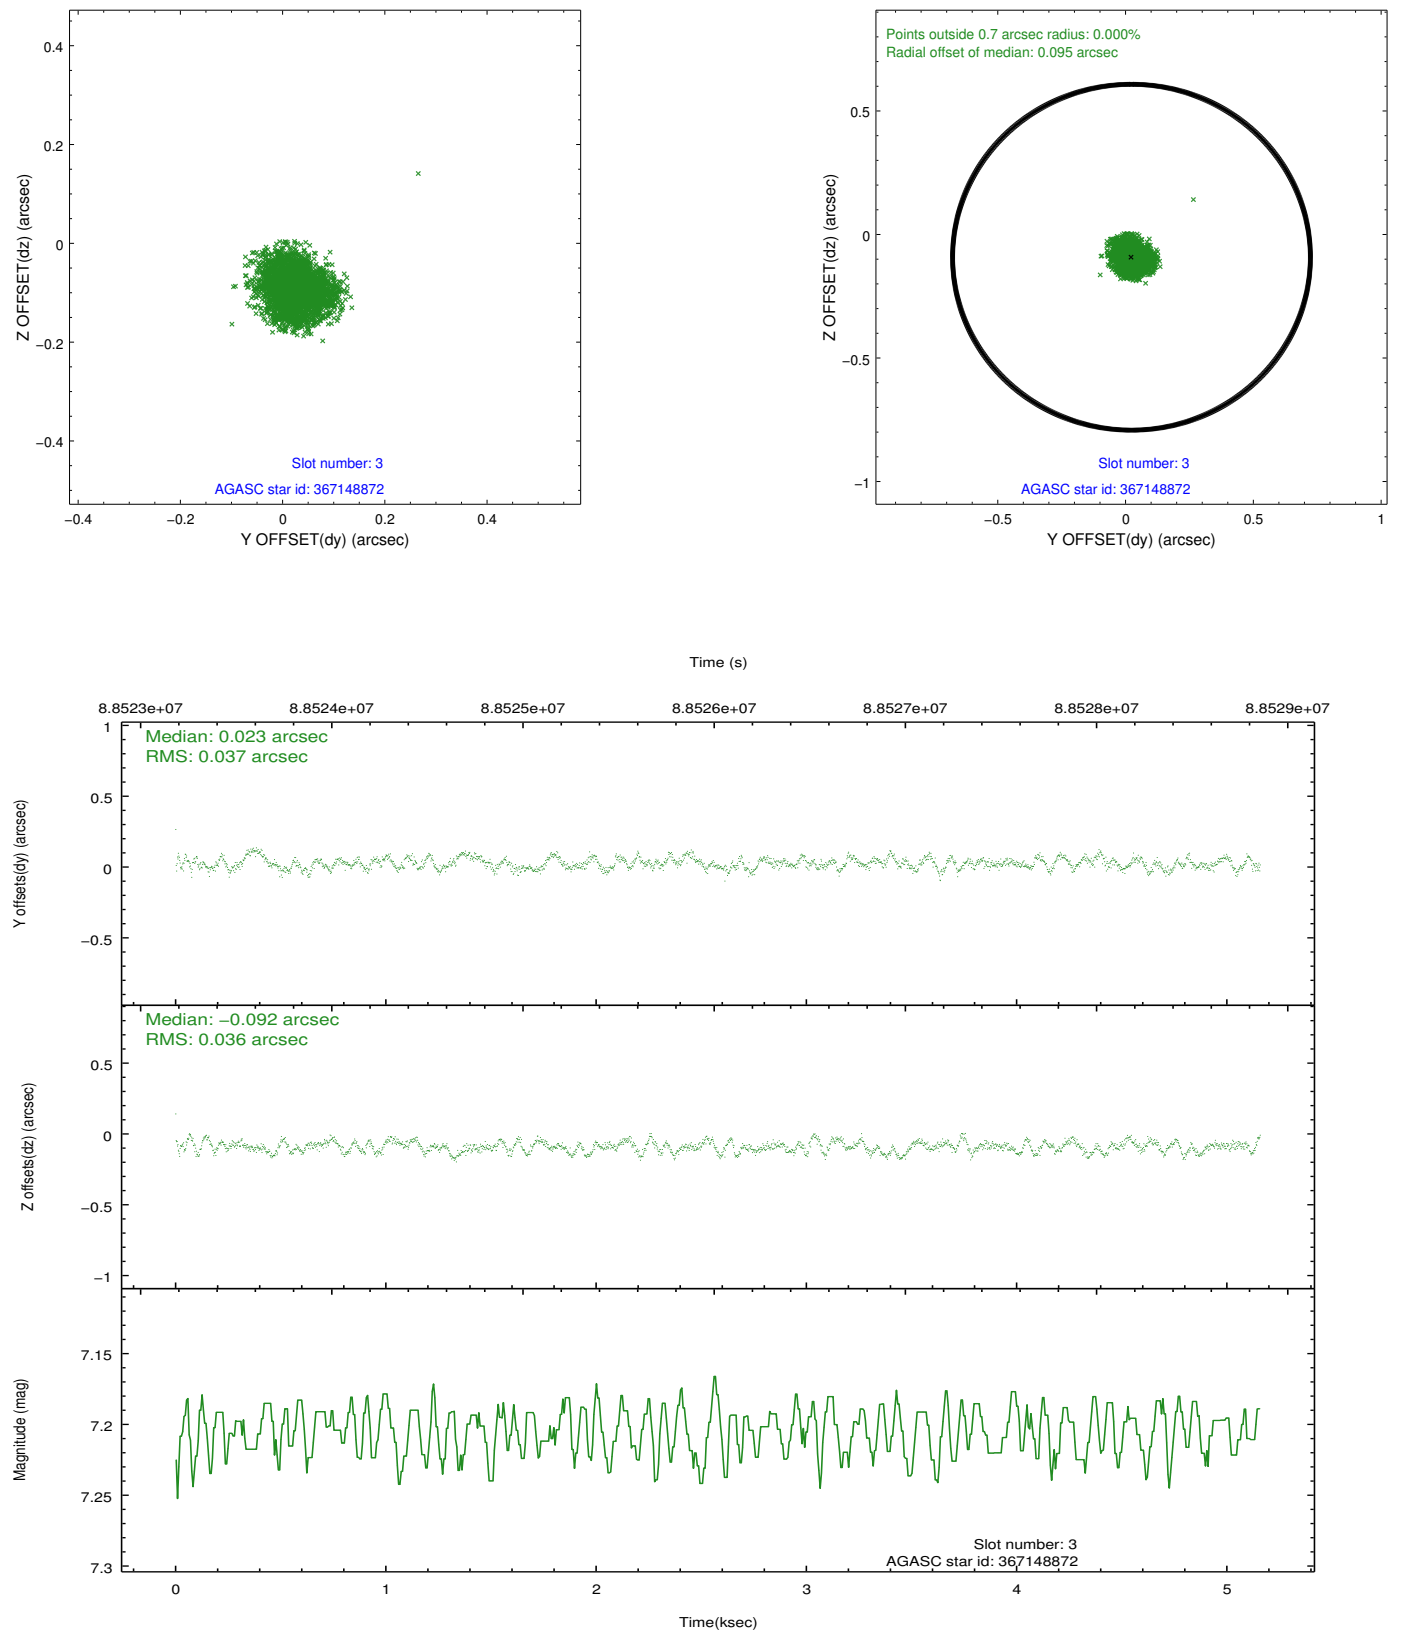 0.4
0.2
0
−0.2
−0.4
Z OFFSET(dz) (arcsec)
Slot number: 3
AGASC star id: 367148872
−0.4 −0.2 0 0.2 0.4
Y OFFSET(dy) (arcsec)
Points outside 0.7 arcsec radius: 0.000%
Radial offset of median: 0.095 arcsec
0.5
0
−0.5
−1
Z OFFSET(dz) (arcsec)
Slot number: 3
AGASC star id: 367148872
−0.5 0 0.5 1
Y OFFSET(dy) (arcsec)
Time (s)
8.8523e+07 8.8524e+07 8.8525e+07 8.8526e+07 8.8527e+07 8.8528e+07 8.8529e+07
Median: 0.023 arcsec
RMS: 0.037 arcsec
1
0.5
0
−0.5
Y offsets(dy) (arcsec)
Median: −0.092 arcsec
RMS: 0.036 arcsec
0.5
0
−0.5
−1
Z offsets(dz) (arcsec)
7.15
7.2
7.25
7.3
Magnitude (mag)
Slot number: 3
AGASC star id: 367148872
0 1 2 3 4 5
Time(ksec)